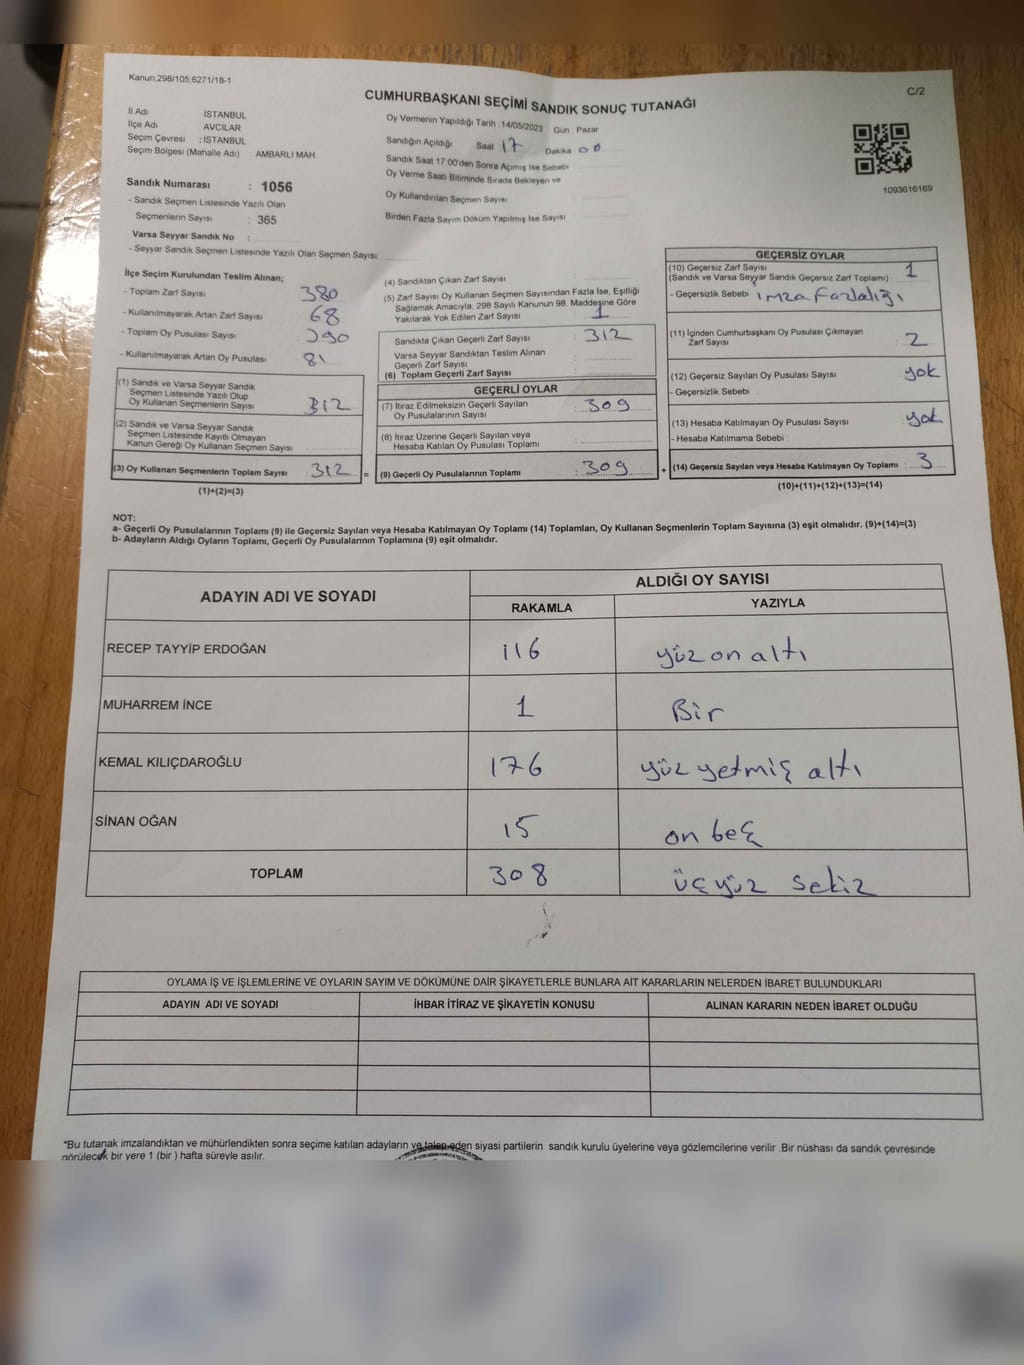 Kanun;298/105;6271/18-1
C/2
CUMHURBAŞKANI SEÇİMİ SANDIK SONUÇ TUTANAĞI
İl Adı İSTANBUL
İlçe Adı AVCILAR
Seçim Çevresi : İSTANBUL
Seçim Bölgesi (Mahalle Adı) : AMBARLI MAH.
Sandık Numarası : 1056
- Sandık Seçmen Listesinde Yazılı Olan
Seçmenlerin Sayısı : 365
Varsa Seyyar Sandık No :
- Seyyar Sandık Seçmen Listesinde Yazılı Olan Seçmen Sayısı:
Oy Vermenin Yapıldığı Tarih : 14/05/2023 Gün Pazar
Sandığın Açıldığı Saat 17 Dakika 00
Sandık Saat 17:00'den Sonra Açımış İse Sebebi :
Oy Verme Saati Bitiminde Sırada Bekleyen ve
Oy Kullandırılan Seçmen Sayısı
Birden Fazla Sayım Döküm Yapılmış İse Sayısı :
1093616169
İlçe Seçim Kurulundan Teslim Alınan;
- Toplam Zarf Sayısı 380
- Kullanılmayarak Artan Zarf Sayısı : 68
- Toplam Oy Pusulası Sayısı : 390
- Kullanılmayarak Artan Oy Pusulası : 81
(1) Sandık ve Varsa Seyyar Sandık
Seçmen Listesinde Yazılı Olup
Oy Kullanan Seçmenlerin Sayısı : 312
(2) Sandık ve Varsa Seyyar Sandık
Seçmen Listesinde Kayıtlı Olmayan
Kanun Gereği Oy Kullanan Seçmen Sayısı :
(3) Oy Kullanan Seçmenlerin Toplam Sayısı : 312 =
(1)+(2)=(3)
(4) Sandıktan Çıkan Zarf Sayısı :
(5) Zarf Sayısı Oy Kullanan Seçmen Sayısından Fazla İse, Eşitliği
Sağlamak Amacıyla, 298 Sayılı Kanunun 98. Maddesine Göre
Yakılarak Yok Edilen Zarf Sayısı : 1
Sandıkta Çıkan Geçerli Zarf Sayısı : 312
Varsa Seyyar Sandıktan Teslim Alınan
Geçerli Zarf Sayısı
(6) Toplam Geçerli Zarf Sayısı :
GEÇERLİ OYLAR
(7) İtiraz Edilmeksizin Geçerli Sayılan
Oy Pusulalarının Sayısı : 309
(8) İtiraz Üzerine Geçerli Sayılan veya
Hesaba Katılan Oy Pusulası Toplamı :
(9) Geçerli Oy Pusulalarının Toplamı : 309 +
GEÇERSİZ OYLAR
(10) Geçersiz Zarf Sayısı
(Sandık ve Varsa Seyyar Sandık Geçersiz Zarf Toplamı) : 1
- Geçersizlik Sebebi : imza fazlalığı
(11) İçinden Cumhurbaşkanı Oy Pusulası Çıkmayan
Zarf Sayısı : 2
(12) Geçersiz Sayılan Oy Pusulası Sayısı : yok
- Geçersizlik Sebebi :
(13) Hesaba Katılmayan Oy Pusulası Sayısı : yok
- Hesaba Katılmama Sebebi :
(14) Geçersiz Sayılan veya Hesaba Katılmayan Oy Toplamı : 3
(10)+(11)+(12)+(13)=(14)
NOT:
a- Geçerli Oy Pusulalarının Toplamı (9) ile Geçersiz Sayılan veya Hesaba Katılmayan Oy Toplamı (14) Toplamları, Oy Kullanan Seçmenlerin Toplam Sayısına (3) eşit olmalıdır. (9)+(14)=(3)
b- Adayların Aldığı Oyların Toplamı, Geçerli Oy Pusulalarının Toplamına (9) eşit olmalıdır.
ADAYIN ADI VE SOYADI
ALDIĞI OY SAYISI
RAKAMLA YAZIYLA
RECEP TAYYİP ERDOĞAN 116 yüz on altı
MUHARREM İNCE 1 Bir
KEMAL KILIÇDAROĞLU 176 yüz yetmiş altı
SİNAN OĞAN 15 on beş
TOPLAM 308 üçyüz sekiz
OYLAMA İŞ VE İŞLEMLERİNE VE OYLARIN SAYIM VE DÖKÜMÜNE DAİR ŞİKAYETLERLE BUNLARA AİT KARARLARIN NELERDEN İBARET BULUNDUKLARI
ADAYIN ADI VE SOYADI İHBAR İTİRAZ VE ŞİKAYETİN KONUSU ALINAN KARARIN NEDEN İBARET OLDUĞU
*Bu tutanak imzalandıktan ve mühürlendikten sonra seçime katılan adayların ve talep eden siyasi partilerin sandık kurulu üyelerine veya gözlemcilerine verilir .Bir nüshası da sandık çevresinde
görülecek bir yere 1 (bir ) hafta süreyle asılır.